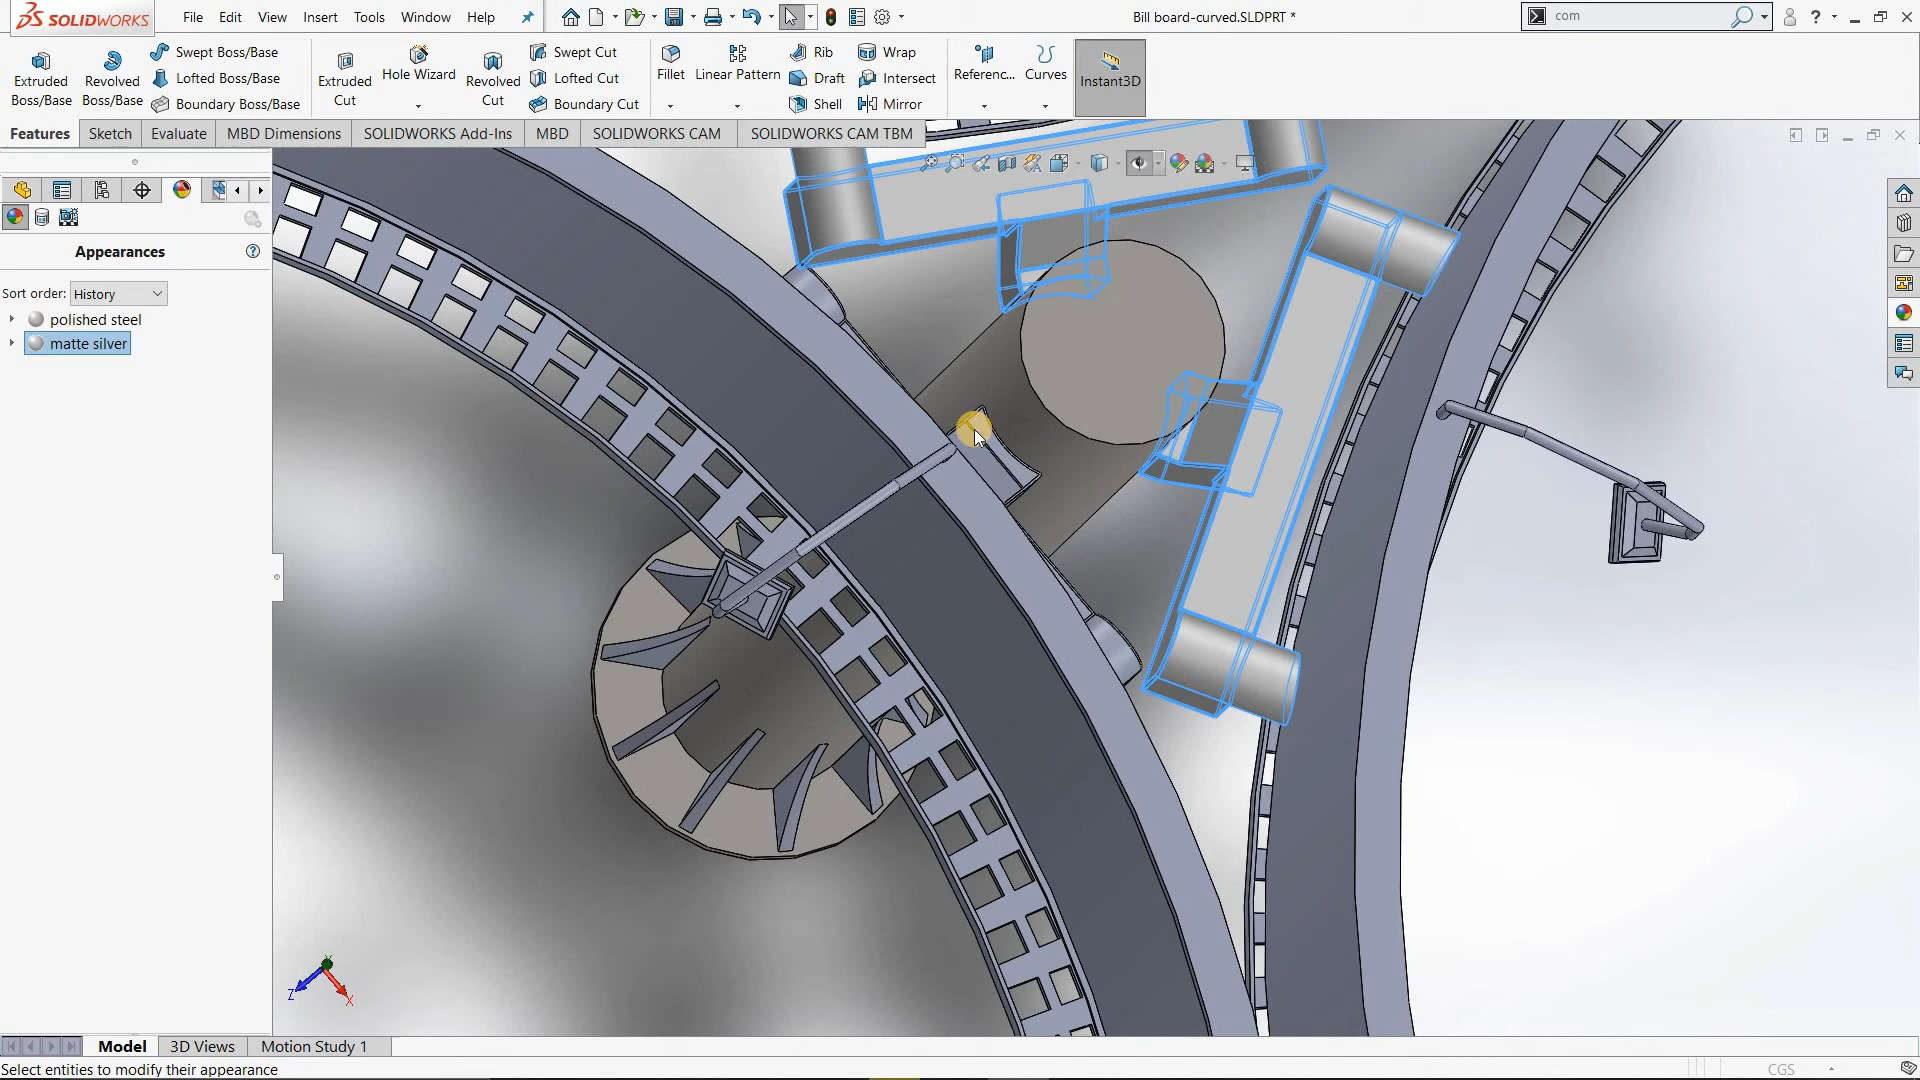 SOLIDWORKS File Edit View Insert Tools Window Help Bill board-curved.SLDPRT * com ?
Extruded Boss/Base
Revolved Boss/Base
Swept Boss/Base
Lofted Boss/Base
Boundary Boss/Base
Extruded Cut
Hole Wizard
Revolved Cut
Swept Cut
Lofted Cut
Boundary Cut
Fillet
Linear Pattern
Rib
Draft
Shell
Wrap
Intersect
Mirror
Referenc...
Curves
Instant3D
Features Sketch Evaluate MBD Dimensions SOLIDWORKS Add-Ins MBD SOLIDWORKS CAM SOLIDWORKS CAM TBM
Appearances ?
Sort order: History
polished steel
matte silver
Y
Z X
Model 3D Views Motion Study 1
Select entities to modify their appearance CGS